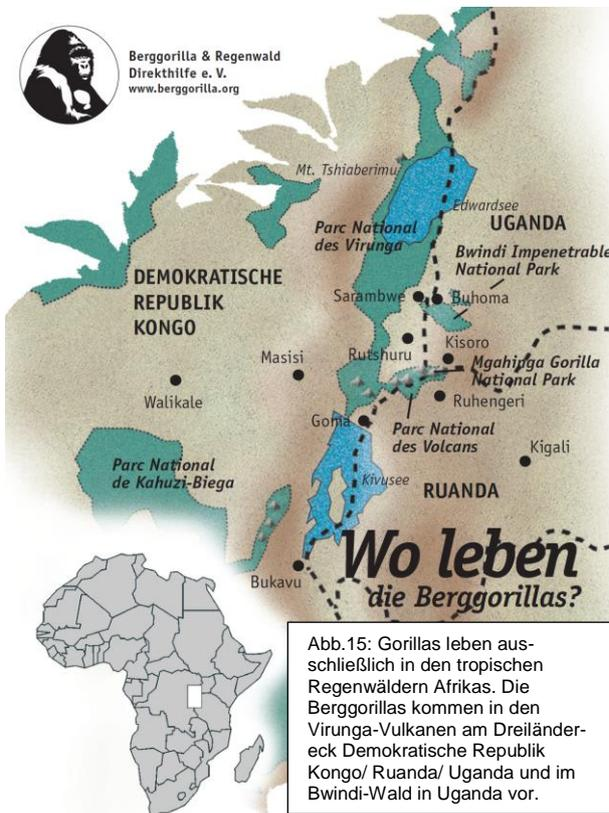 Berggorilla & Regenwald
Direkthilfe e. V.
www.berggorilla.org
Mt. Tshiaberimu
Edwardsee
UGANDA
Parc National
des Virunga
Bwindi Impenetrable
National Park
DEMOKRATISCHE
REPUBLIK
KONGO
Sarambwe
Buhoma
Masisi
Rutshuru
Kisoro
Mgahinga Gorilla
National Park
Walikale
Ruhengeri
Goma
Parc National
des Volcans
Kigali
Parc National
de Kahuzi-Biega
Kivusee
RUANDA
Bukavu
Wo leben
die Berggorillas?
Abb.15: Gorillas leben aus-
schließlich in den tropischen
Regenwäldern Afrikas. Die
Berggorillas kommen in den
Virunga-Vulkanen am Dreiländer-
eck Demokratische Republik
Kongo/ Ruanda/ Uganda und im
Bwindi-Wald in Uganda vor.